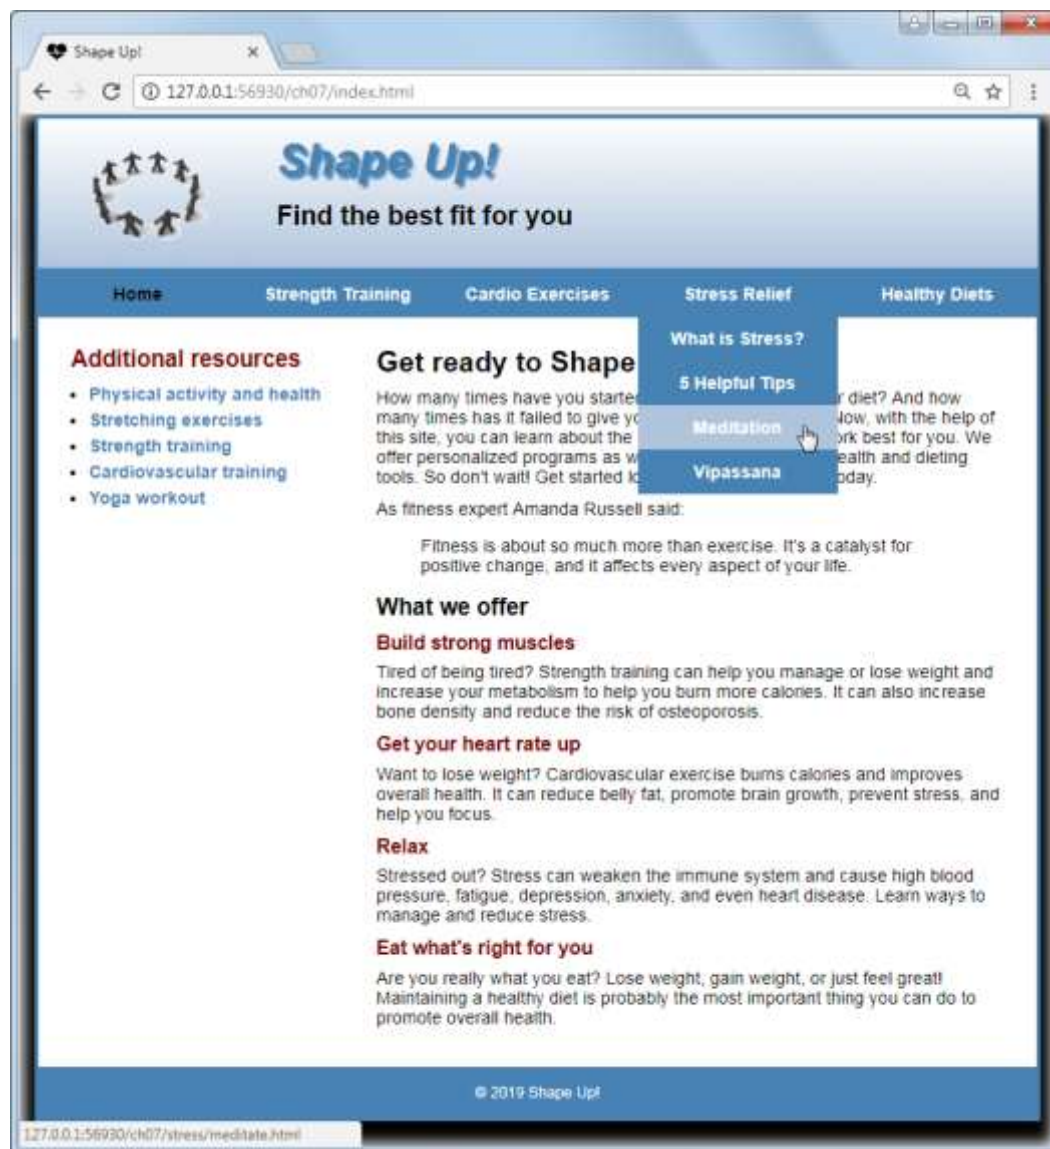 Shape Up!
127.0.0.1:56930/ch07/index.html
Shape Up!
Find the best fit for you
Home Strength Training Cardio Exercises Stress Relief Healthy Diets
What is Stress?
5 Helpful Tips
Meditation
Vipassana
Additional resources
• Physical activity and health
• Stretching exercises
• Strength training
• Cardiovascular training
• Yoga workout
Get ready to Shape
How many times have you starte r diet? And how
many times has it failed to give yo Now, with the help of
this site, you can learn about the rk best for you. We
offer personalized programs as w ealth and dieting
tools. So don't wait! Get started oday.
As fitness expert Amanda Russell said:
Fitness is about so much more than exercise. It's a catalyst for
positive change, and it affects every aspect of your life.
What we offer
Build strong muscles
Tired of being tired? Strength training can help you manage or lose weight and
increase your metabolism to help you burn more calories. It can also increase
bone density and reduce the risk of osteoporosis.
Get your heart rate up
Want to lose weight? Cardiovascular exercise burns calories and improves
overall health. It can reduce belly fat, promote brain growth, prevent stress, and
help you focus.
Relax
Stressed out? Stress can weaken the immune system and cause high blood
pressure, fatigue, depression, anxiety, and even heart disease. Learn ways to
manage and reduce stress.
Eat what's right for you
Are you really what you eat? Lose weight, gain weight, or just feel great!
Maintaining a healthy diet is probably the most important thing you can do to
promote overall health.
© 2019 Shape Up!
127.0.0.1:56930/ch07/stress/meditate.html